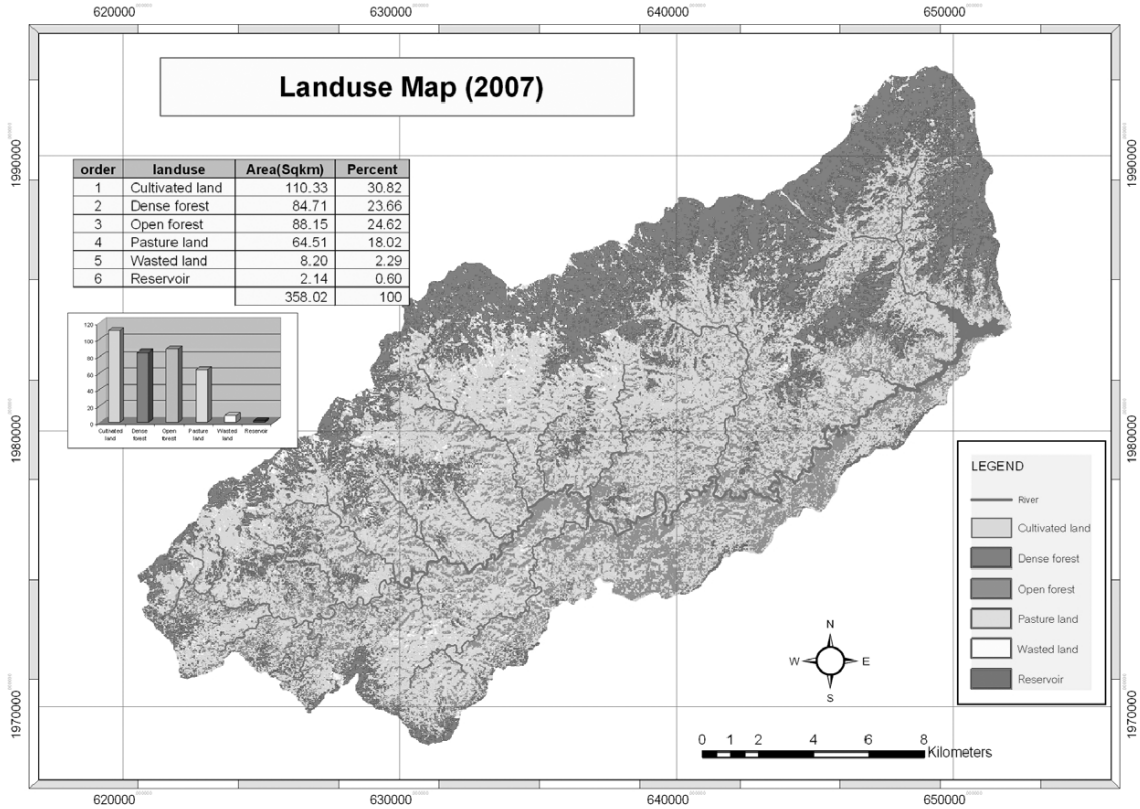 620000 630000 640000 650000
Landuse Map (2007)
order landuse Area(Sqkm) Percent
1 Cultivated land 110.33 30.82
2 Dense forest 84.71 23.66
3 Open forest 88.15 24.62
4 Pasture land 64.51 18.02
5 Wasted land 8.20 2.29
6 Reservoir 2.14 0.60
358.02 100
120
100
80
60
40
20
0
Cultivated land
Dense forest
Open forest
Pasture land
Wasted land
Reservoir
1990000
1980000
1970000
1990000
1980000
1970000
LEGEND
River
Cultivated land
Dense forest
Open forest
Pasture land
Wasted land
Reservoir
N
W E
S
0 1 2 4 6 8
Kilometers
620000 630000 640000 650000